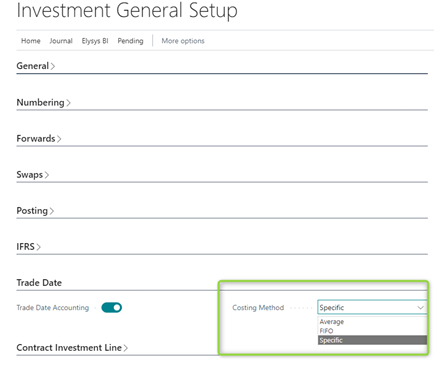 Investment General Setup
Home Journal Elysys BI Pending More options
General
Numbering
Forwards
Swaps
Posting
IFRS
Trade Date
Trade Date Accounting Costing Method Specific
Average
FIFO
Specific
Contract Investment Line